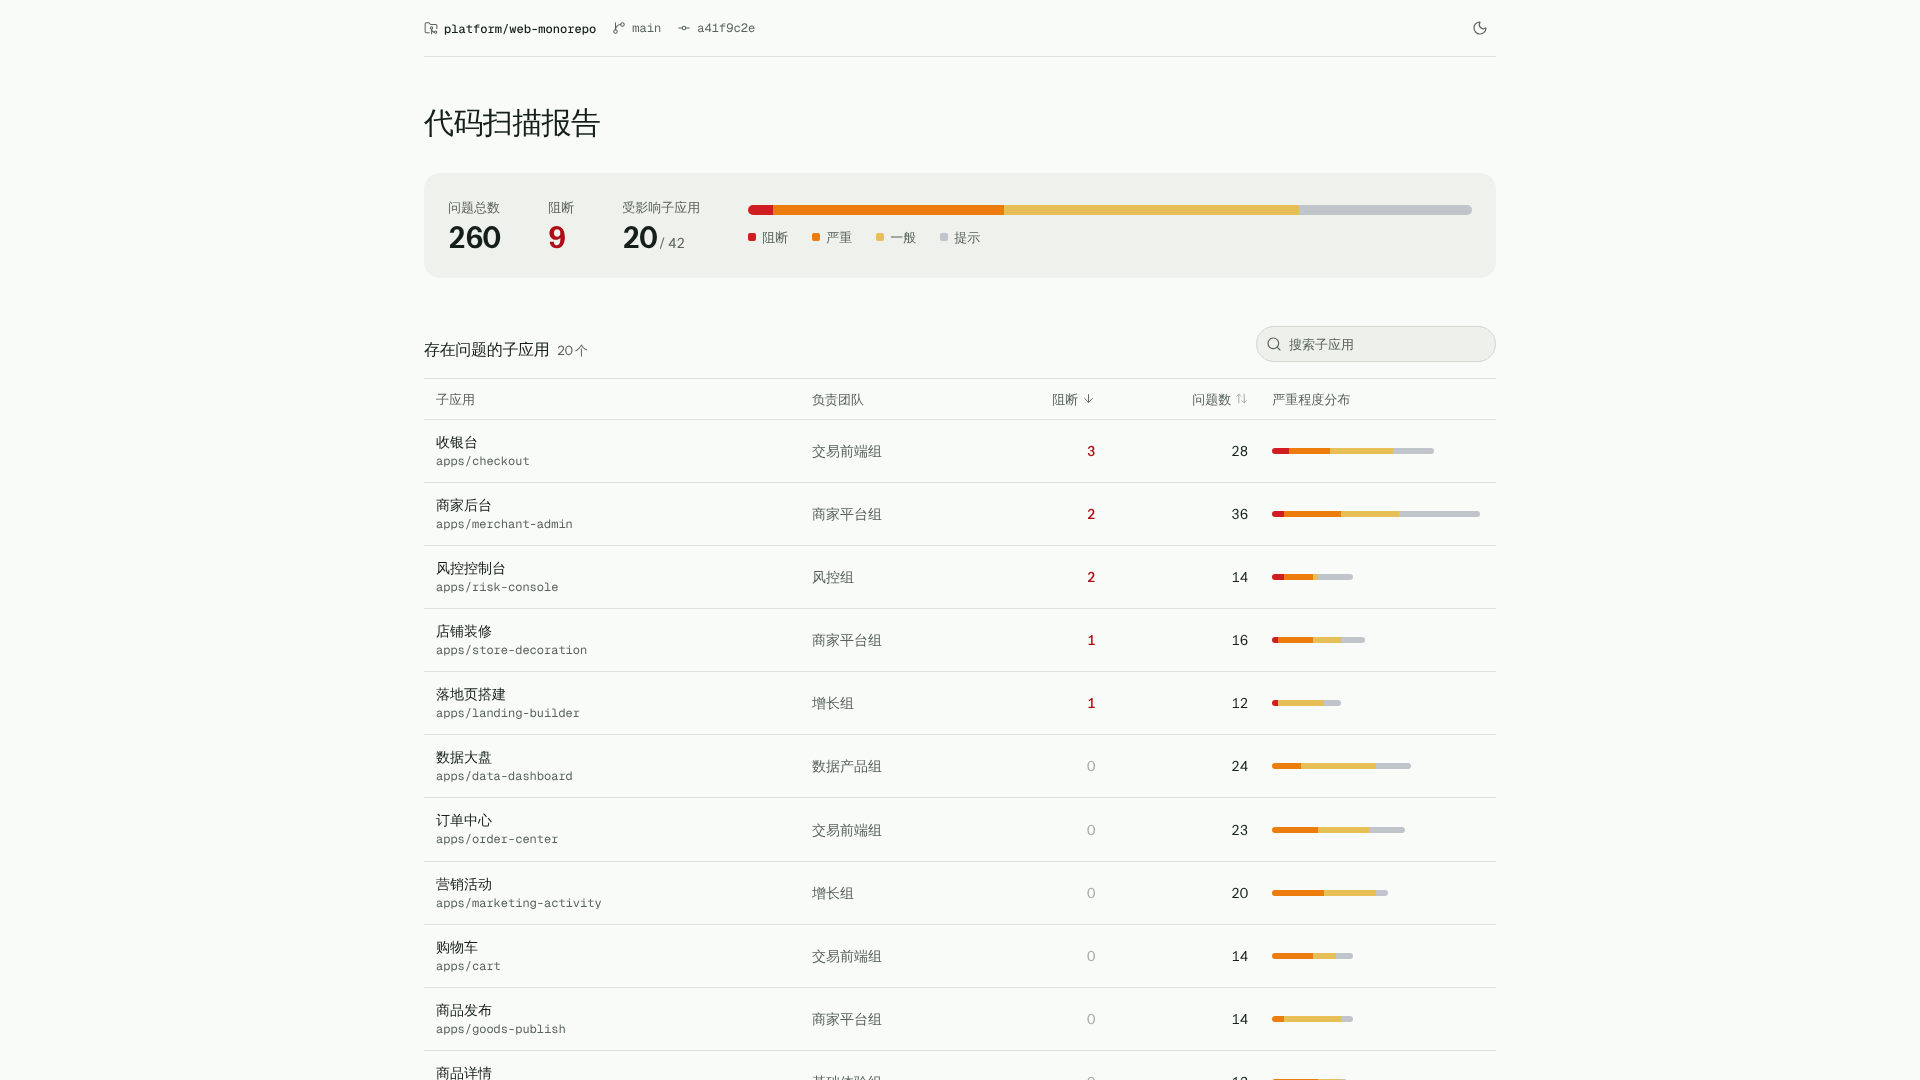 platform/web-monorepo main a41f9c2e
代码扫描报告
问题总数 阻断 受影响子应用
260 9 20 / 42
阻断 严重 一般 提示
存在问题的子应用 20 个 搜索子应用
子应用 负责团队 阻断 问题数 严重程度分布
收银台
apps/checkout
交易前端组 3 28
商家后台
apps/merchant-admin
商家平台组 2 36
风控控制台
apps/risk-console
风控组 2 14
店铺装修
apps/store-decoration
商家平台组 1 16
落地页搭建
apps/landing-builder
增长组 1 12
数据大盘
apps/data-dashboard
数据产品组 0 24
订单中心
apps/order-center
交易前端组 0 23
营销活动
apps/marketing-activity
增长组 0 20
购物车
apps/cart
交易前端组 0 14
商品发布
apps/goods-publish
商家平台组 0 14
商品详情